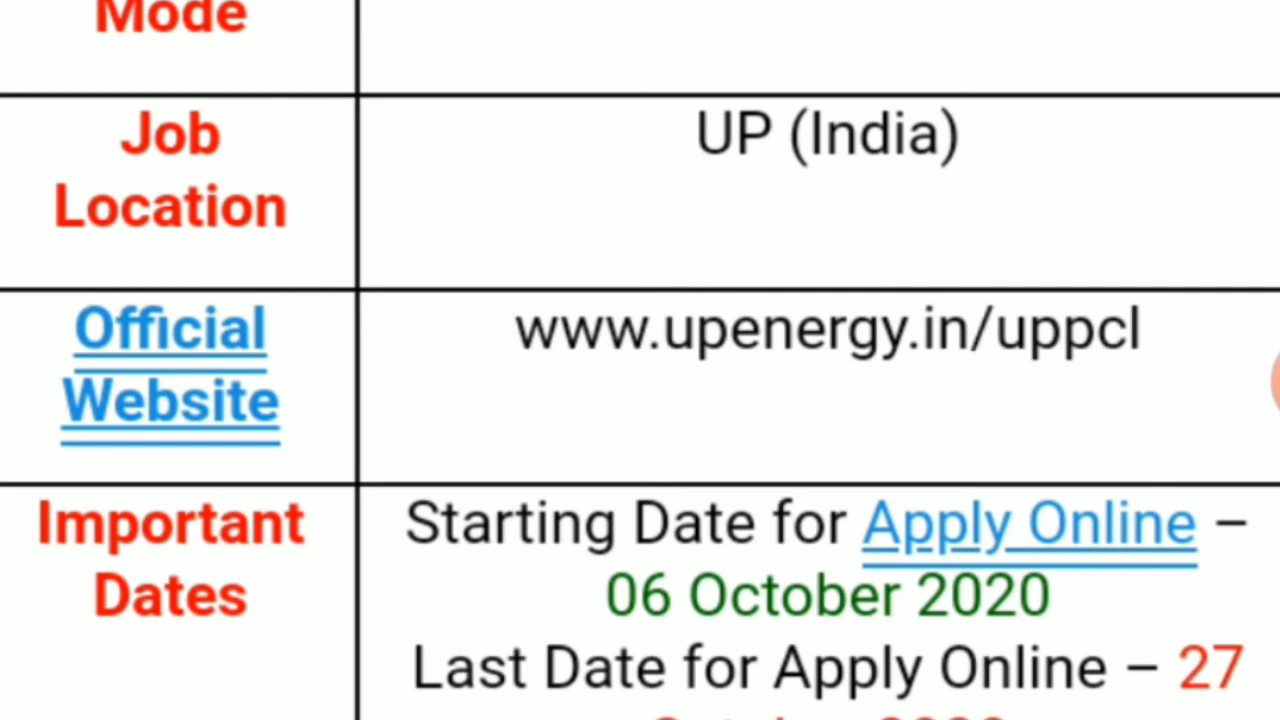 Mode
Job
Location
UP (India)
Official
Website
www.upenergy.in/uppcl
Important
Dates
Starting Date for Apply Online –
06 October 2020
Last Date for Apply Online – 27